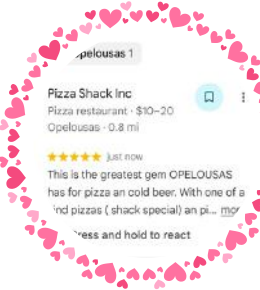 pelousas 1
Pizza Shack Inc
Pizza restaurant · $10–20
Opelousas · 0.8 mi
just now
This is the greatest gem OPELOUSAS
has for pizza an cold beer. With one of a
ind pizzas ( shack special) an pi... mor
ress and hold to react